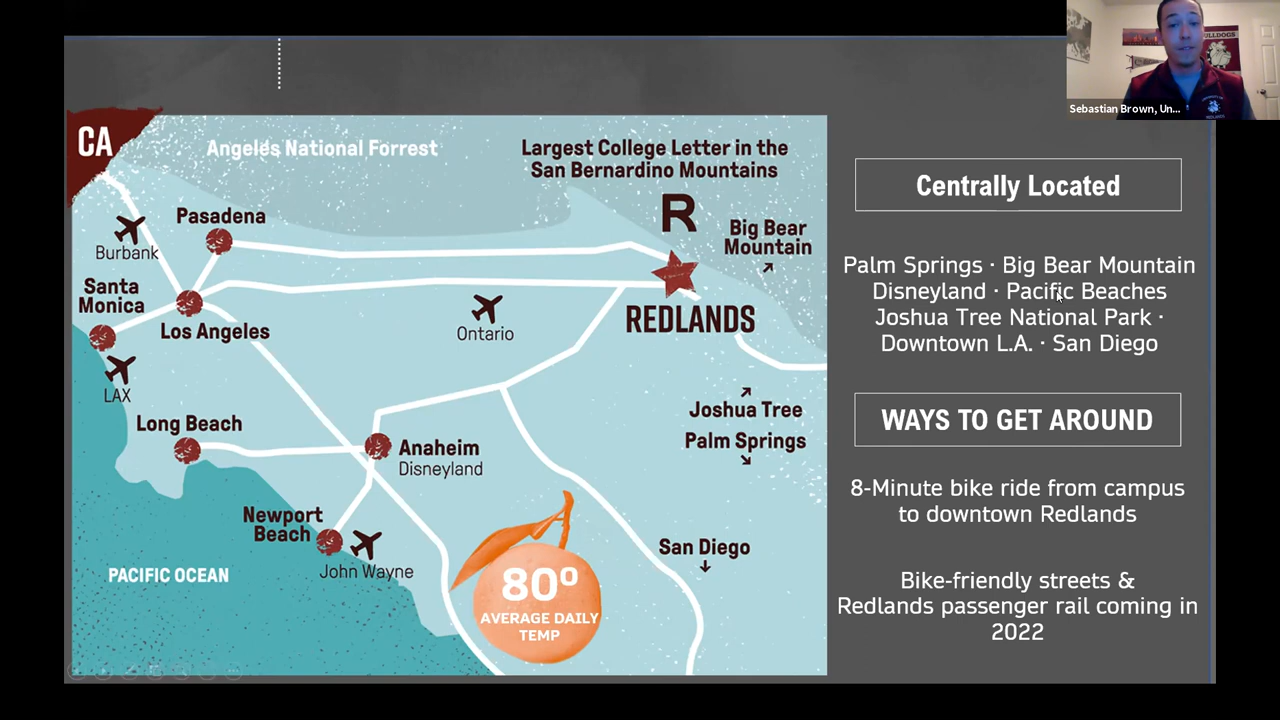 Sebastian Brown, Un...
BULLDOGS
CA
Angeles National Forrest
Largest College Letter in the
San Bernardino Mountains
R
Pasadena
Burbank
Big Bear
Mountain
Santa
Monica
Los Angeles
Ontario
REDLANDS
LAX
Long Beach
Joshua Tree
Palm Springs
Anaheim
Disneyland
Newport
Beach
John Wayne
San Diego
PACIFIC OCEAN
80º
AVERAGE DAILY
TEMP
Centrally Located
Palm Springs · Big Bear Mountain
Disneyland · Pacific Beaches
Joshua Tree National Park ·
Downtown L.A. · San Diego
WAYS TO GET AROUND
8-Minute bike ride from campus
to downtown Redlands
Bike-friendly streets &
Redlands passenger rail coming in
2022